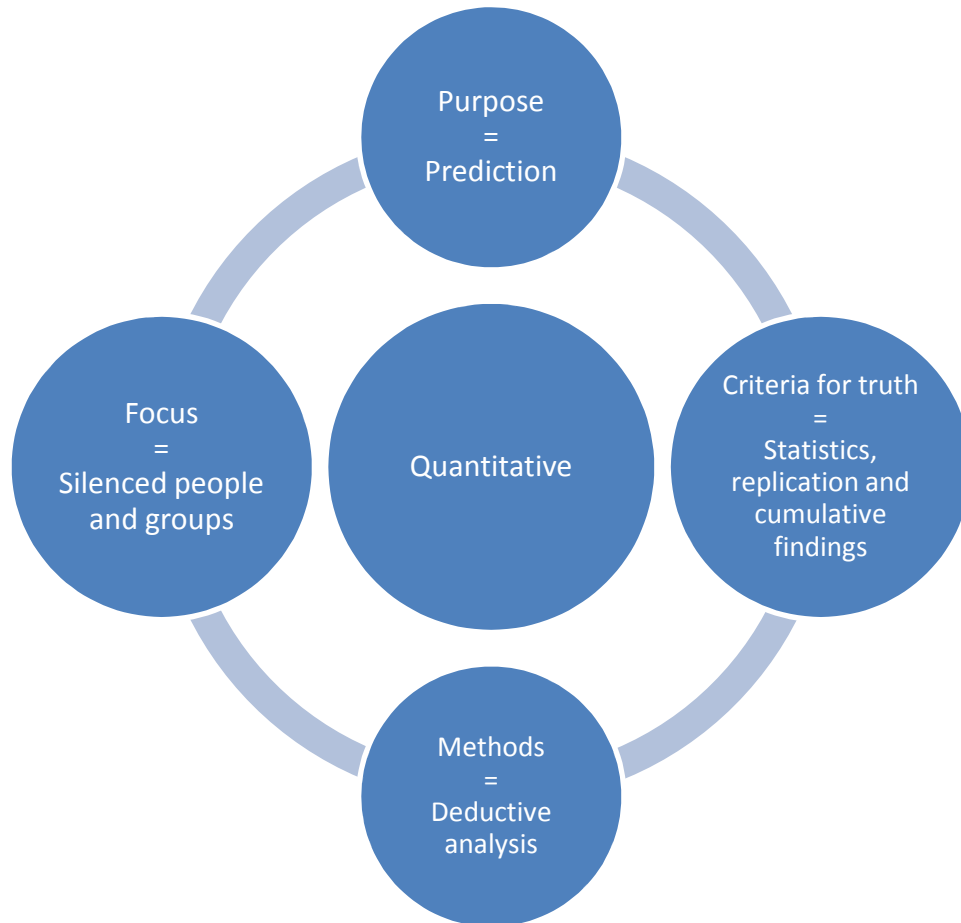 Purpose
=
Prediction
Focus
=
Silenced people
and groups
Quantitative
Criteria for truth
=
Statistics,
replication and
cumulative
findings
Methods
=
Deductive
analysis